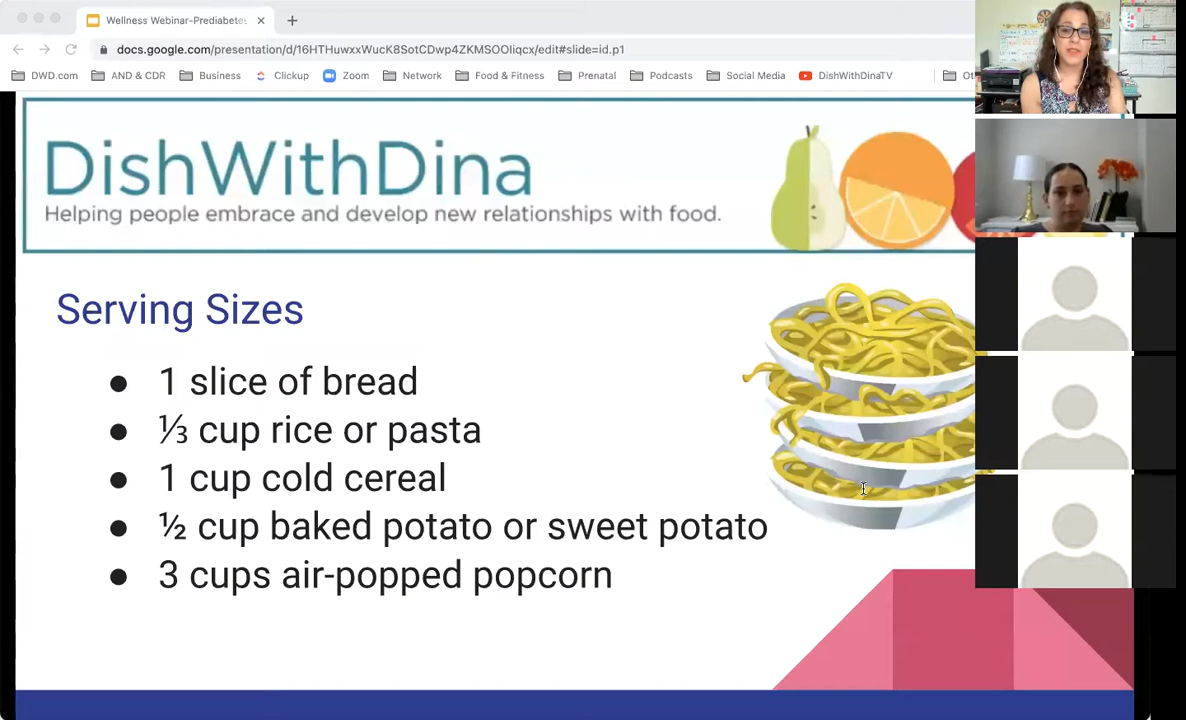 Wellness Webinar-Prediabetes
docs.google.com/presentation/d/16HTHuwxxWucK8SotCDwp4ZKMSOOliqcx/edit#slide=id.p1
DWD.com AND & CDR Business Clickup Zoom Network Food & Fitness Prenatal Podcasts Social Media DishWithDinaTV
DishWithDina
Helping people embrace and develop new relationships with food.
Serving Sizes
● 1 slice of bread
● ⅓ cup rice or pasta
● 1 cup cold cereal
● ½ cup baked potato or sweet potato
● 3 cups air-popped popcorn